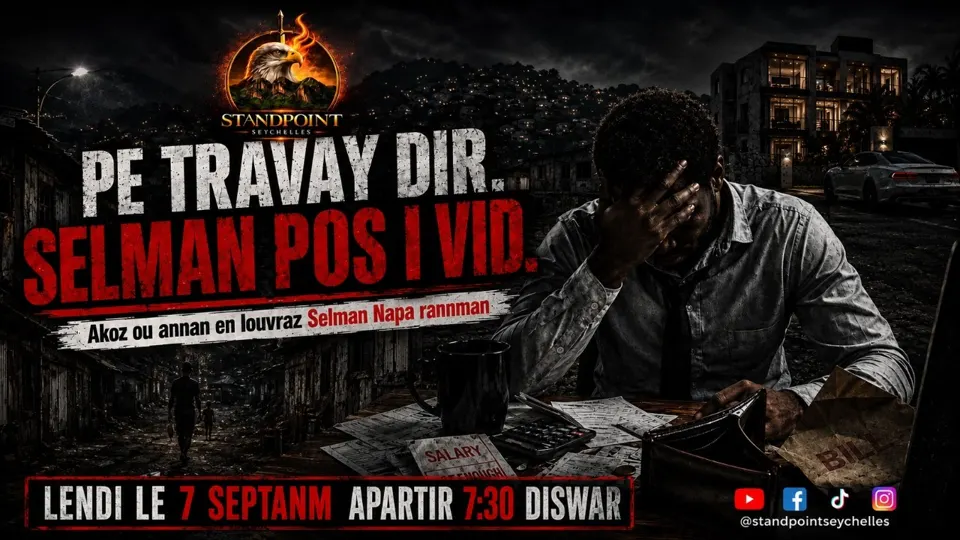 STANDPOINT
SEYCHELLES
PE TRAVAY DIR.
SELMAN POS I VID.
Akoz ou annan en louvraz Selman Napa rannman
SALARY
LENDI LE 7 SEPTANM APARTIR 7:30 DISWAR
@standpointseychelles